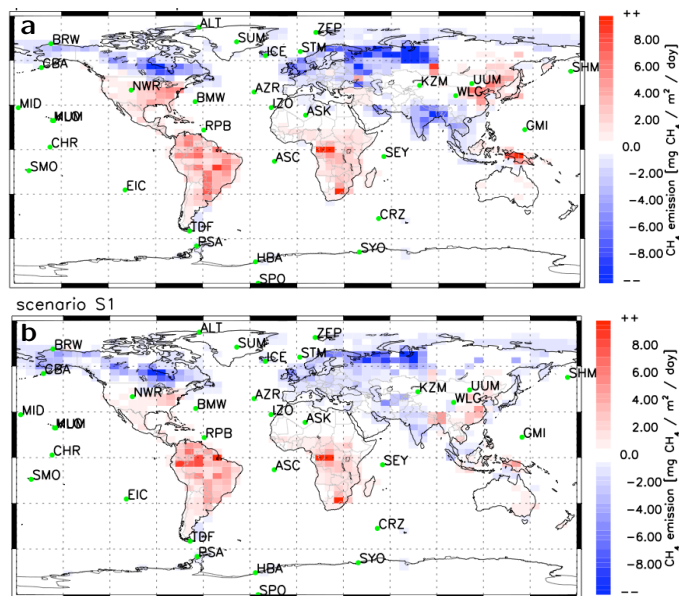 a
ALT
ZEP
BRW
SUM
ICE
STM
CBA
SHM
NWR
AZR
KZM
UUM
MID
BMW
IZO
WLG
ASK
RPB
GMI
CHR
ASC
SEY
SMO
EIC
CRZ
TDF
PSA
HBA
SYO
SPO
++
8.00
6.00
4.00
2.00
0.0
−2.00
−4.00
−6.00
−8.00
−−
CH4 emission [mg CH4 / m² / day]
scenario S1
b
ALT
ZEP
BRW
SUM
ICE
STM
CBA
SHM
NWR
AZR
KZM
UUM
MID
BMW
IZO
WLG
ASK
RPB
GMI
CHR
ASC
SEY
SMO
EIC
CRZ
TDF
PSA
HBA
SYO
SPO
++
8.00
6.00
4.00
2.00
0.0
−2.00
−4.00
−6.00
−8.00
−−
CH4 emission [mg CH4 / m² / day]